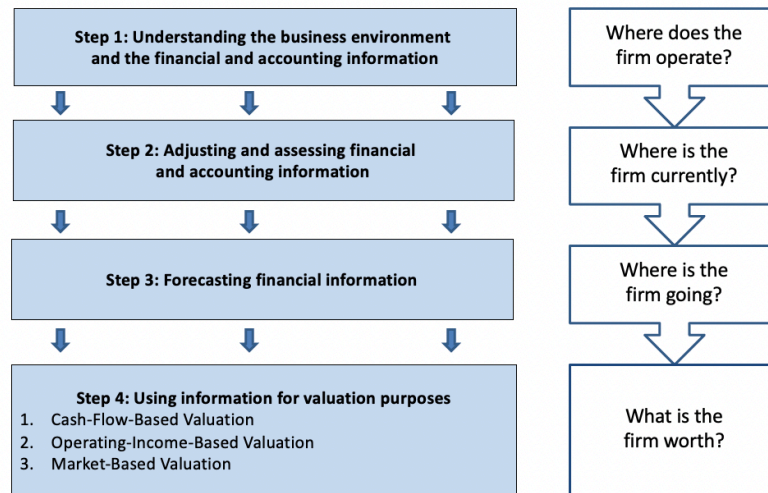 Step 1: Understanding the business environment
and the financial and accounting information
Where does the
firm operate?
Step 2: Adjusting and assessing financial
and accounting information
Where is the
firm currently?
Step 3: Forecasting financial information
Where is the
firm going?
Step 4: Using information for valuation purposes
1. Cash-Flow-Based Valuation
2. Operating-Income-Based Valuation
3. Market-Based Valuation
What is the
firm worth?